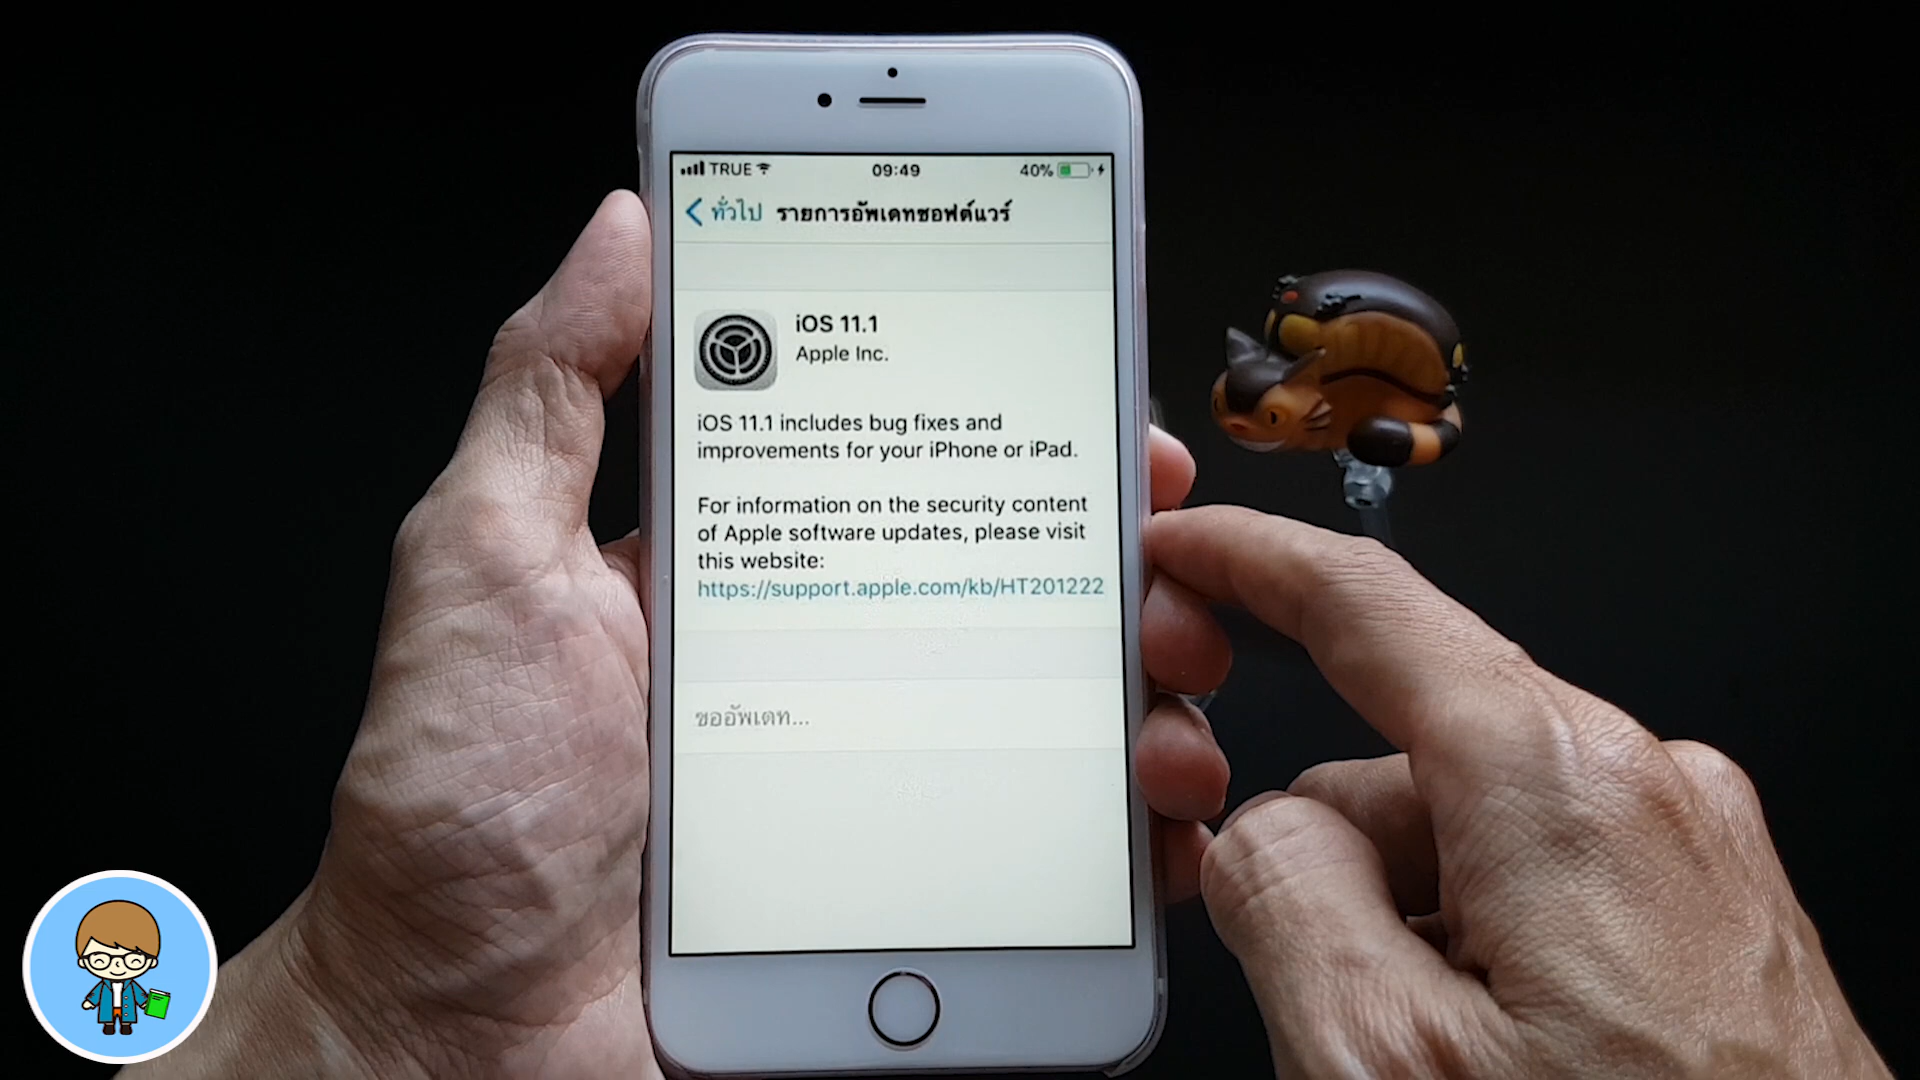 TRUE 09:49 40%
ทั่วไป รายการอัพเดทซอฟต์แวร์
iOS 11.1
Apple Inc.
iOS 11.1 includes bug fixes and
improvements for your iPhone or iPad.
For information on the security content
of Apple software updates, please visit
this website:
https://support.apple.com/kb/HT201222
ขออัพเดท...